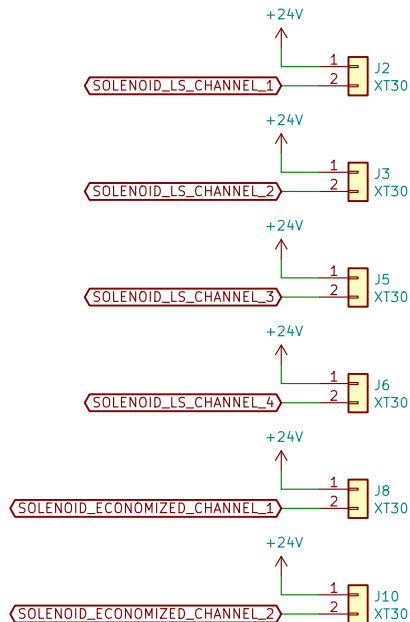 +24V
1 J2
SOLENOID_LS_CHANNEL_1 2 XT30
+24V
1 J3
SOLENOID_LS_CHANNEL_2 2 XT30
+24V
1 J5
SOLENOID_LS_CHANNEL_3 2 XT30
+24V
1 J6
SOLENOID_LS_CHANNEL_4 2 XT30
+24V
1 J8
SOLENOID_ECONOMIZED_CHANNEL_1 2 XT30
+24V
1 J10
SOLENOID_ECONOMIZED_CHANNEL_2 2 XT30